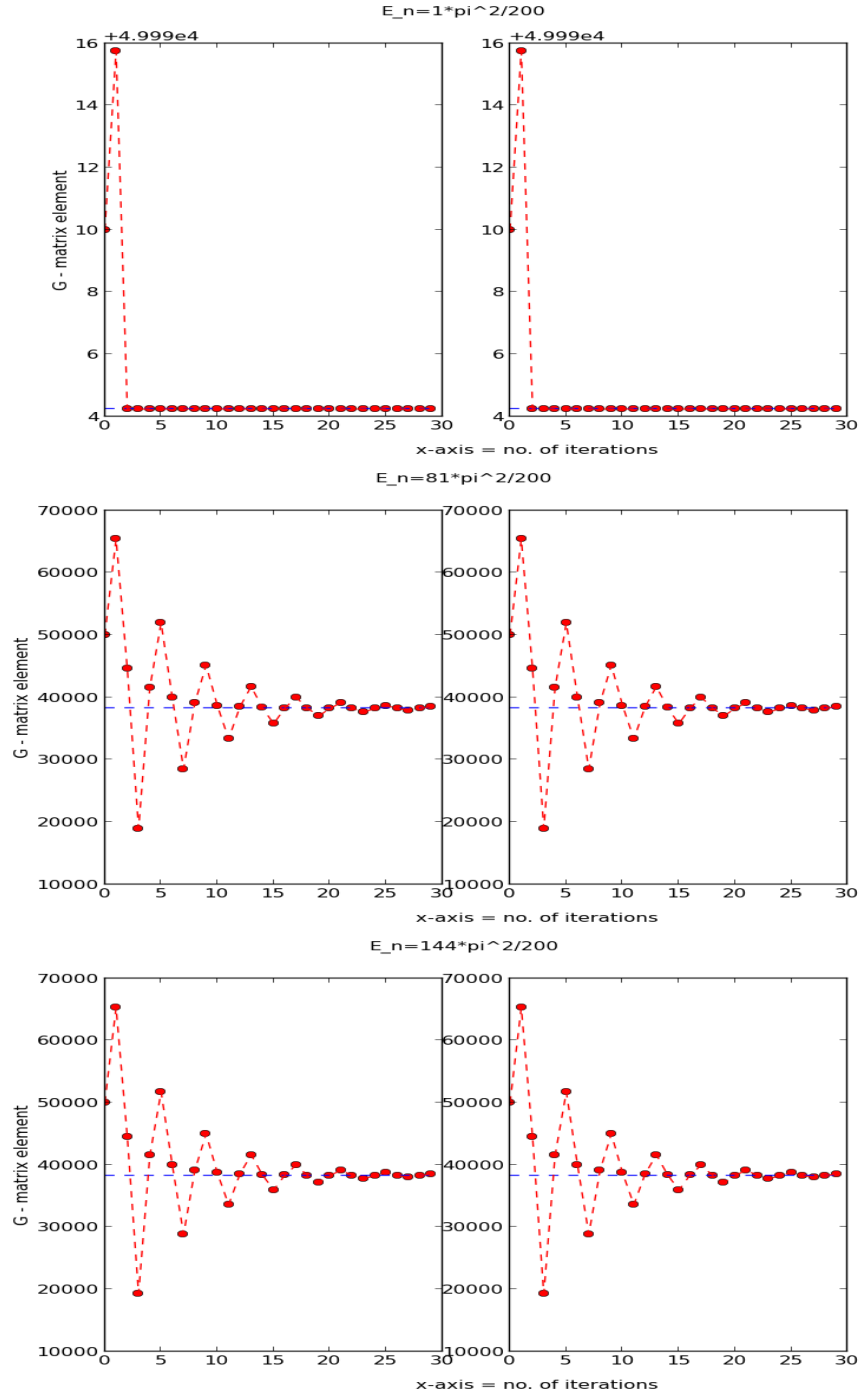 E_n=1*pi^2/200
+4.999e4 +4.999e4
16 16
14 14
12 12
10 10
8 8
6 6
4 4
G - matrix element
0 5 10 15 20 25 30 0 5 10 15 20 25 30
x-axis = no. of iterations
E_n=81*pi^2/200
70000 70000
60000 60000
50000 50000
40000 40000
30000 30000
20000 20000
10000 10000
G - matrix element
0 5 10 15 20 25 30 0 5 10 15 20 25 30
x-axis = no. of iterations
E_n=144*pi^2/200
70000 70000
60000 60000
50000 50000
40000 40000
30000 30000
20000 20000
10000 10000
G - matrix element
0 5 10 15 20 25 30 0 5 10 15 20 25 30
x-axis = no. of iterations